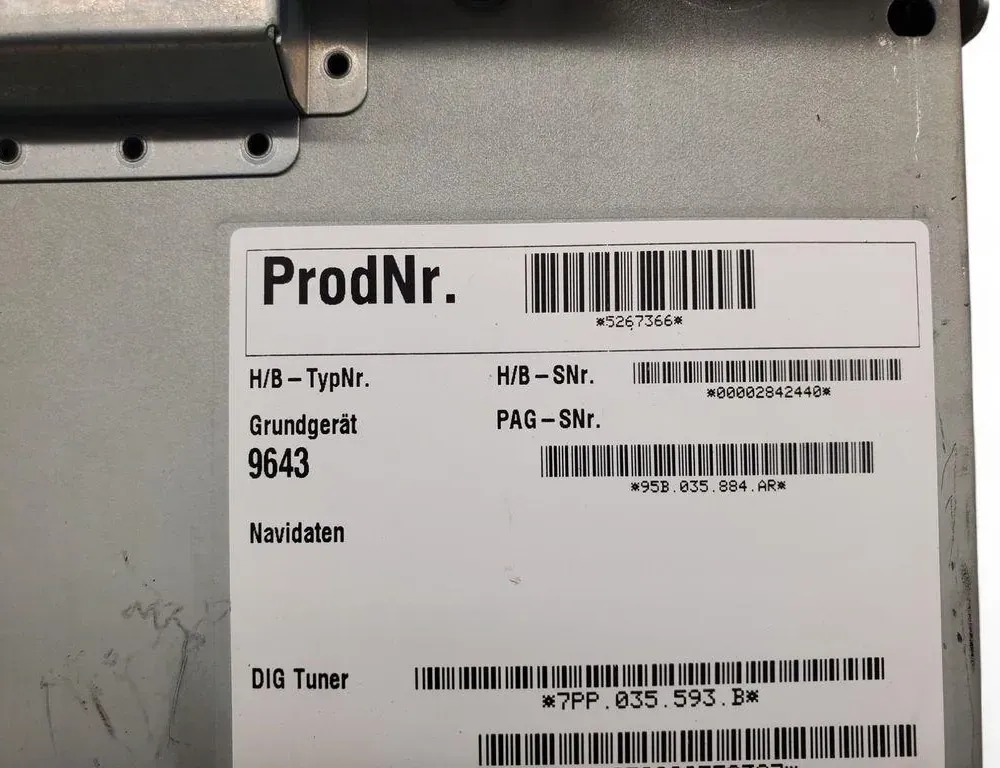 ProdNr.
*5267366*
H/B-TypNr.
H/B-SNr.
*00002842440*
Grundgerät
PAG-SNr.
9643
*95B.035.884.AR*
Navidaten
DIG Tuner
*7PP.035.593.B*